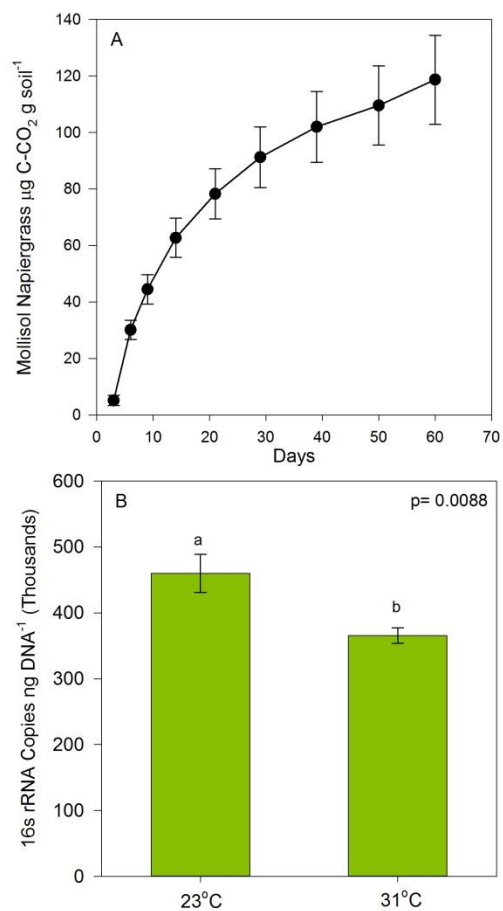 A
140
120
100
80
60
40
20
0
Mollisol Napiergrass µg C-CO₂ g soil⁻¹
0 10 20 30 40 50 60 70
Days
B
p= 0.0088
600
500
400
300
200
100
0
16s rRNA Copies ng DNA⁻¹ (Thousands)
a
b
23°C 31°C